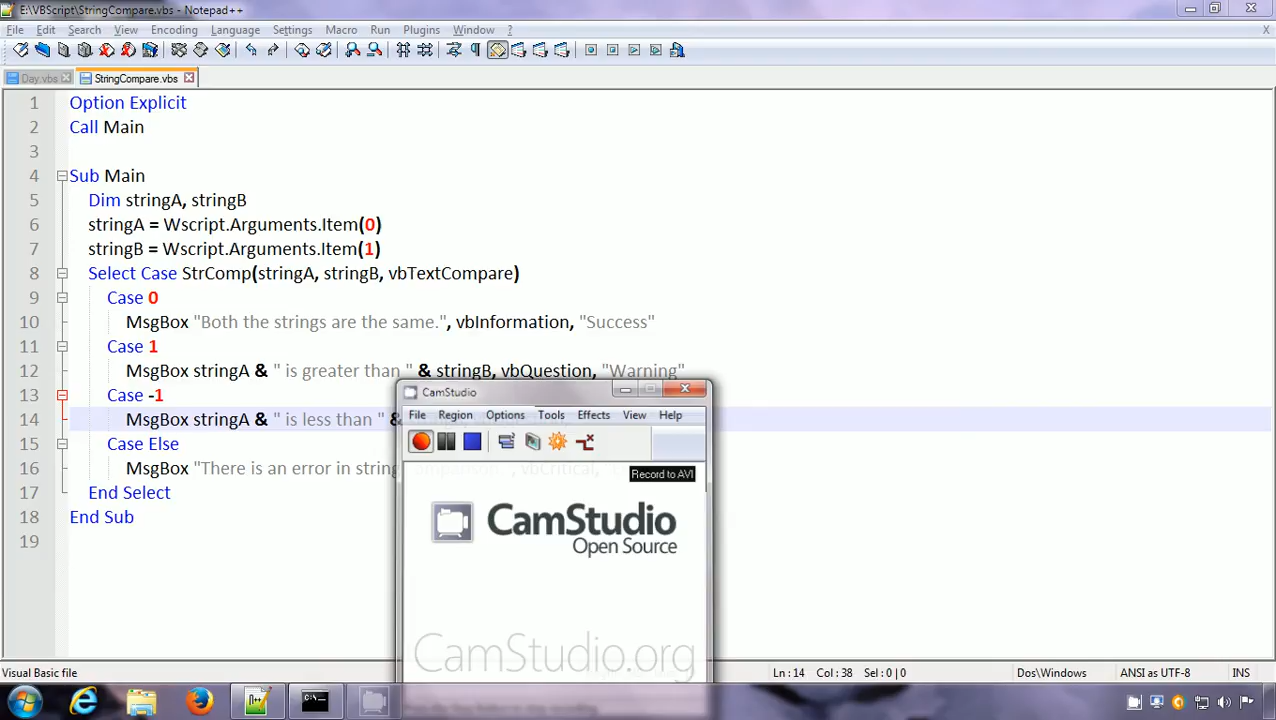 E:\VBScript\StringCompare.vbs - Notepad++
File Edit Search View Encoding Language Settings Macro Run Plugins Window ? X
Day.vbs StringCompare.vbs
1 Option Explicit
2 Call Main
3
4 Sub Main
5 Dim stringA, stringB
6 stringA = Wscript.Arguments.Item(0)
7 stringB = Wscript.Arguments.Item(1)
8 Select Case StrComp(stringA, stringB, vbTextCompare)
9 Case 0
10 MsgBox "Both the strings are the same.", vbInformation, "Success"
11 Case 1
12 MsgBox stringA & " is greater than " & stringB, vbQuestion, "Warning"
13 Case -1
14 MsgBox stringA & " is less than " &
15 Case Else
16 MsgBox "There is an error in string comparison.", vbCritical,
17 End Select
18 End Sub
19
CamStudio
File Region Options Tools Effects View Help
Record to AVI
CamStudio
Open Source
CamStudio.org
Visual Basic file Ln : 14 Col : 38 Sel : 0 | 0 Dos\Windows ANSI as UTF-8 INS